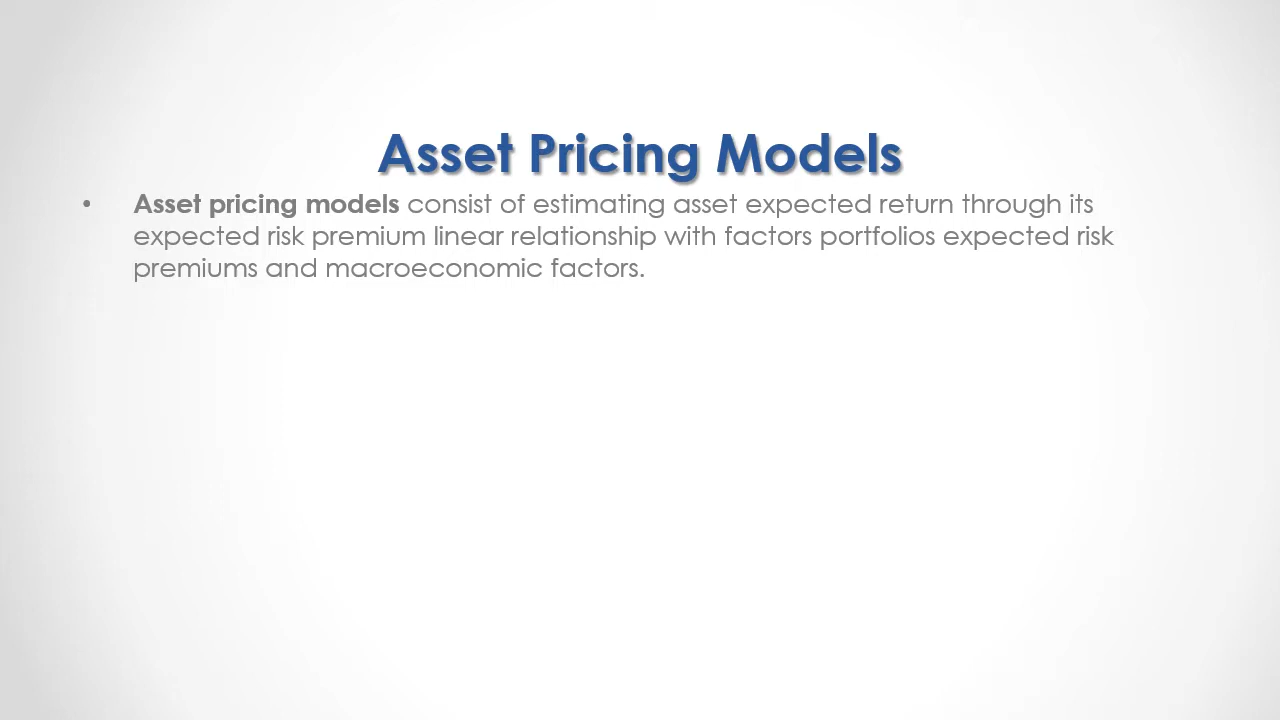 Asset Pricing Models
• Asset pricing models consist of estimating asset expected return through its
expected risk premium linear relationship with factors portfolios expected risk
premiums and macroeconomic factors.